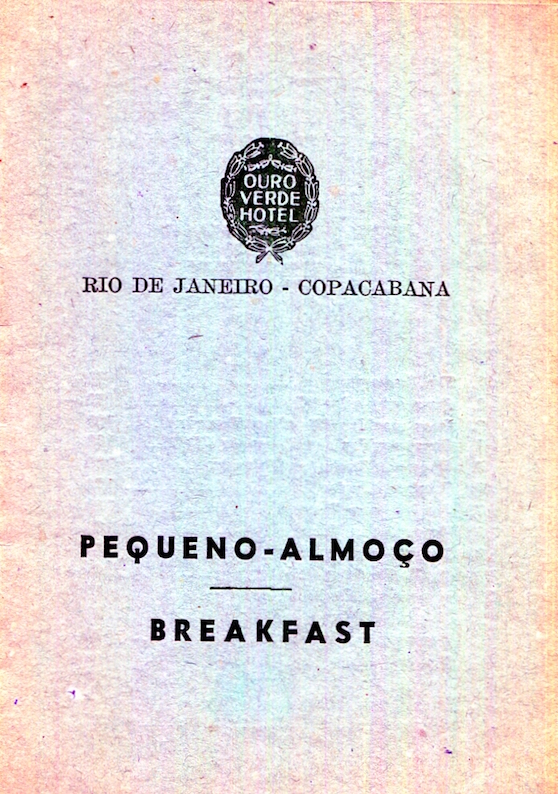 OURO
VERDE
HOTEL
RIO DE JANEIRO - COPACABANA
PEQUENO-ALMOÇO
BREAKFAST